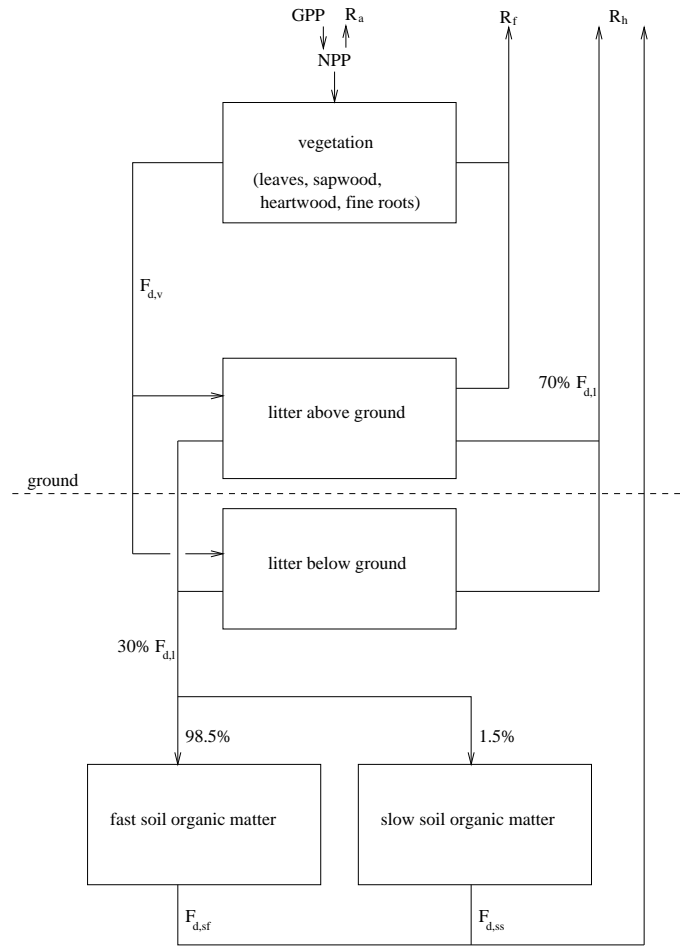 GPP R_a R_f R_h
NPP
vegetation
(leaves, sapwood,
heartwood, fine roots)
F_d,v
70% F_d,l
litter above ground
ground
litter below ground
30% F_d,l
98.5% 1.5%
fast soil organic matter slow soil organic matter
F_d,sf F_d,ss